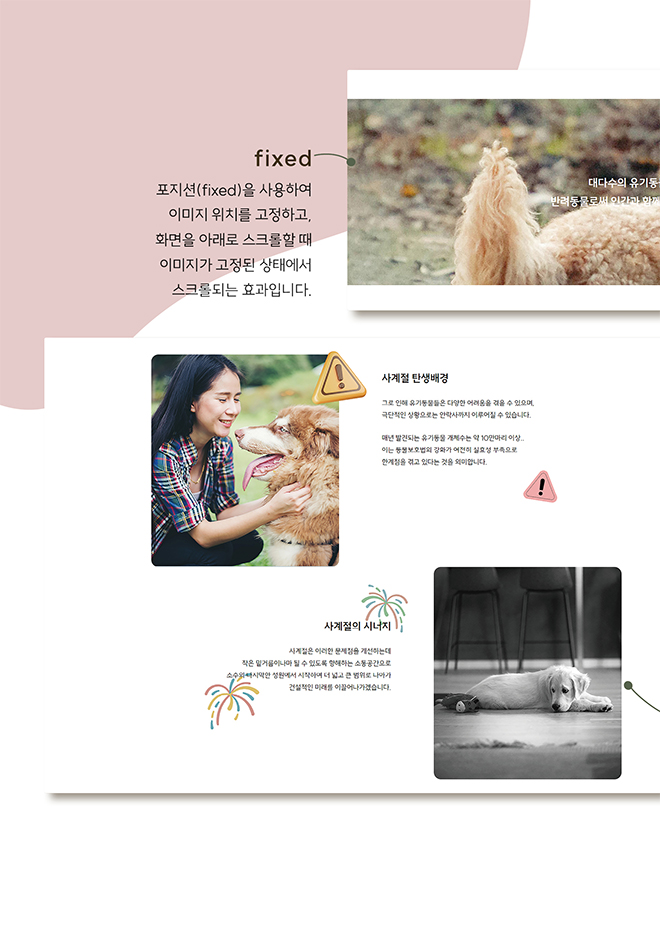 fixed
포지션(fixed)을 사용하여
이미지 위치를 고정하고,
화면을 아래로 스크롤할 때
이미지가 고정된 상태에서
스크롤되는 효과입니다.
대다수의 유기동
반려동물로써 인간과 함께
사계절 탄생배경
그로 인해 유기동물들은 다양한 어려움을 겪을 수 있으며,
극단적인 상황으로는 안락사까지 이루어질 수 있습니다.
매년 발견되는 유기동물 개체수는 약 10만마리 이상..
이는 동물보호법의 강화가 여전히 실효성 부족으로
한계점을 겪고 있다는 것을 의미합니다.
사계절의 시너지
사계절은 이러한 문제점을 개선하는데
작은 밑거름이나마 될 수 있도록 항해하는 소통공간으로
소수의 마지막한 성원에서 시작하여 더 넓고 큰 범위로 나아가
건설적인 미래를 이끌어나가겠습니다.